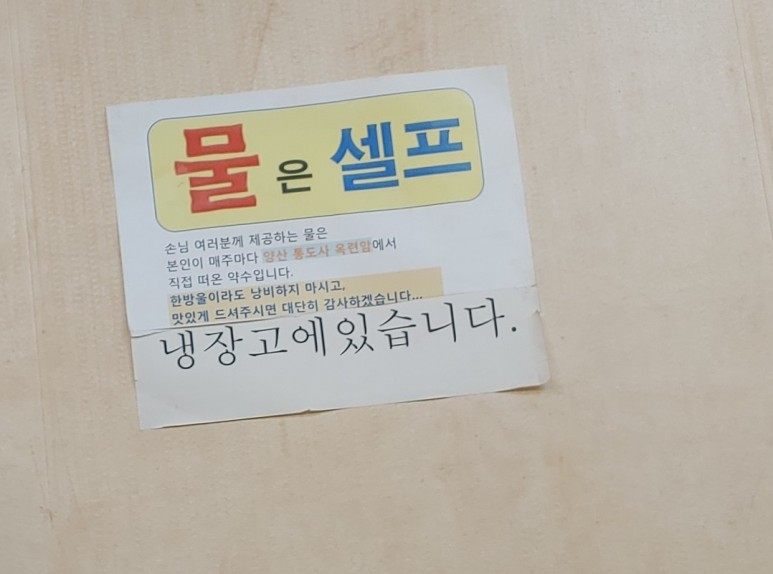 물은 셀프
손님 여러분께 제공하는 물은
본인이 매주마다 양산 통도사 옥련암에서
직접 떠온 약수입니다.
한방울이라도 낭비하지 마시고,
맛있게 드셔주시면 대단히 감사하겠습니다...
냉장고에있습니다.